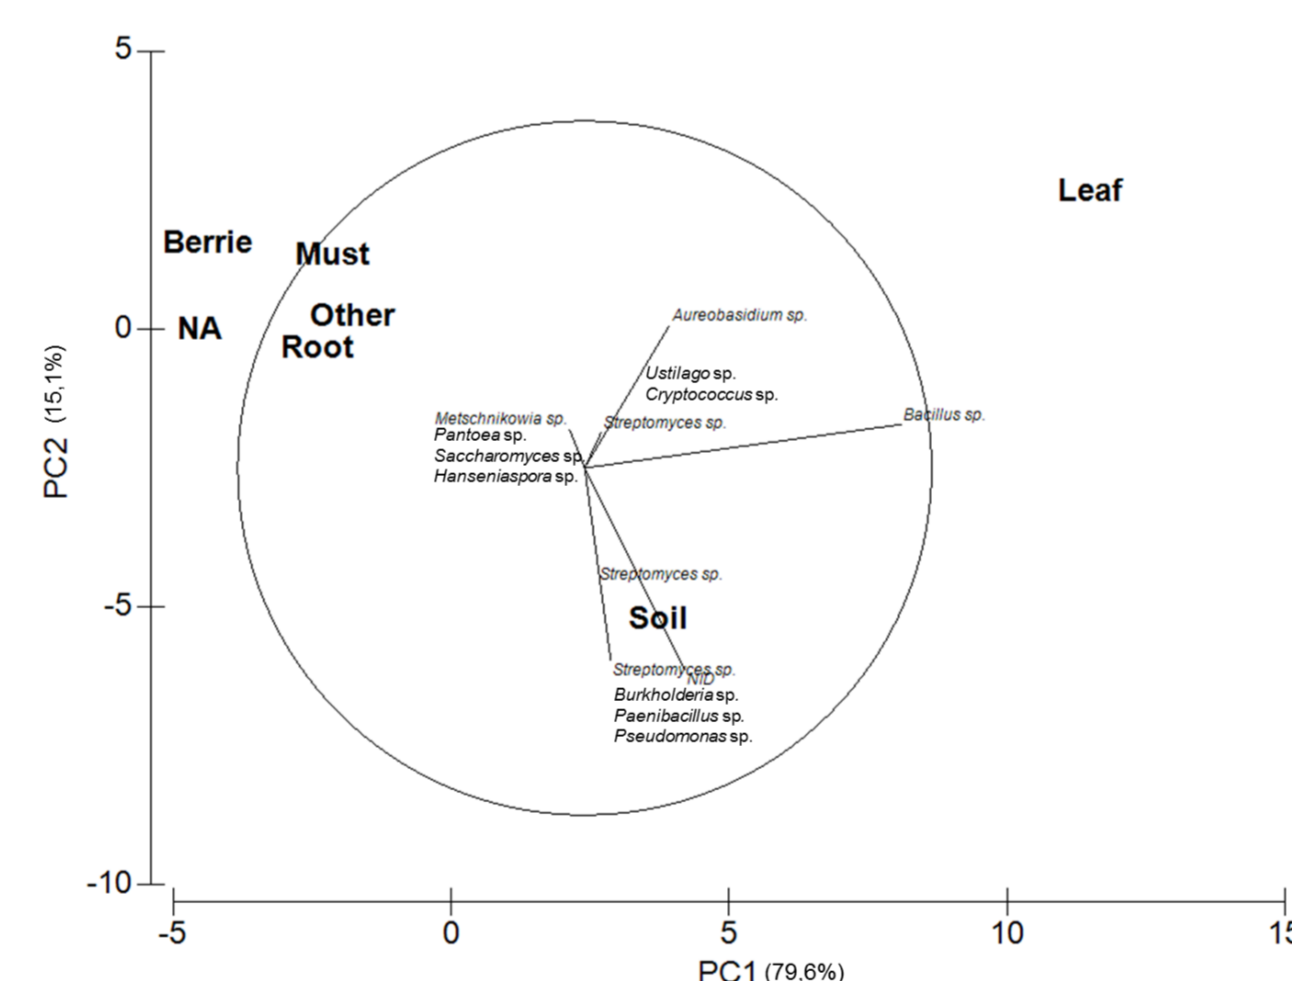 5
Leaf
Berrie
Must
Other
NA
0
Root
Aureobasidium sp.
Ustilago sp.
Cryptococcus sp.
Metschnikowia sp.
Streptomyces sp.
Bacillus sp.
Pantoea sp.
Saccharomyces sp
Hanseniaspora sp.
PC2 (15,1%)
Streptomyces sp.
-5
Soil
Streptomyces sp.
NID
Burkholderia sp.
Paenibacillus sp.
Pseudomonas sp.
-10
-5 0 5 10 15
PC1 (79,6%)